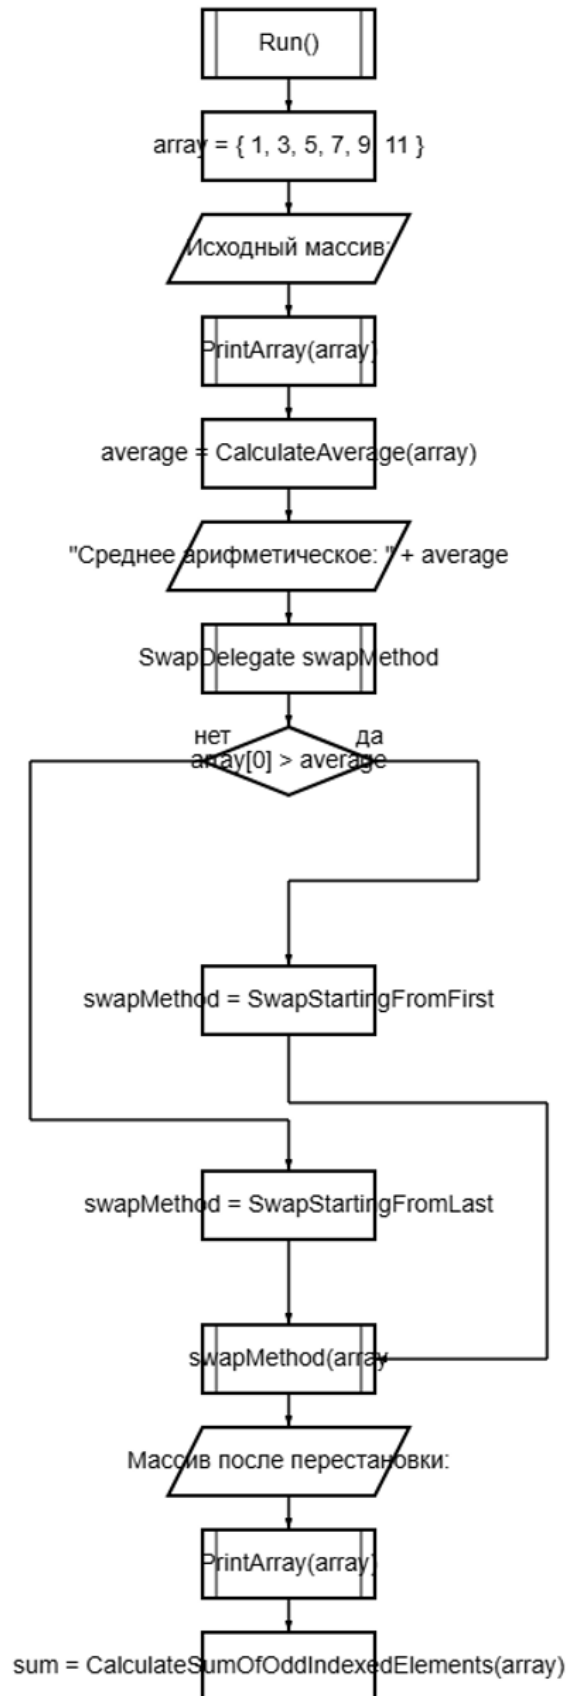 Run()
array = { 1, 3, 5, 7, 9, 11 }
Исходный массив:
PrintArray(array)
average = CalculateAverage(array)
"Среднее арифметическое: " + average
SwapDelegate swapMethod
нет
да
array[0] > average
swapMethod = SwapStartingFromFirst
swapMethod = SwapStartingFromLast
swapMethod(array
Массив после перестановки:
PrintArray(array)
sum = CalculateSumOfOddIndexedElements(array)